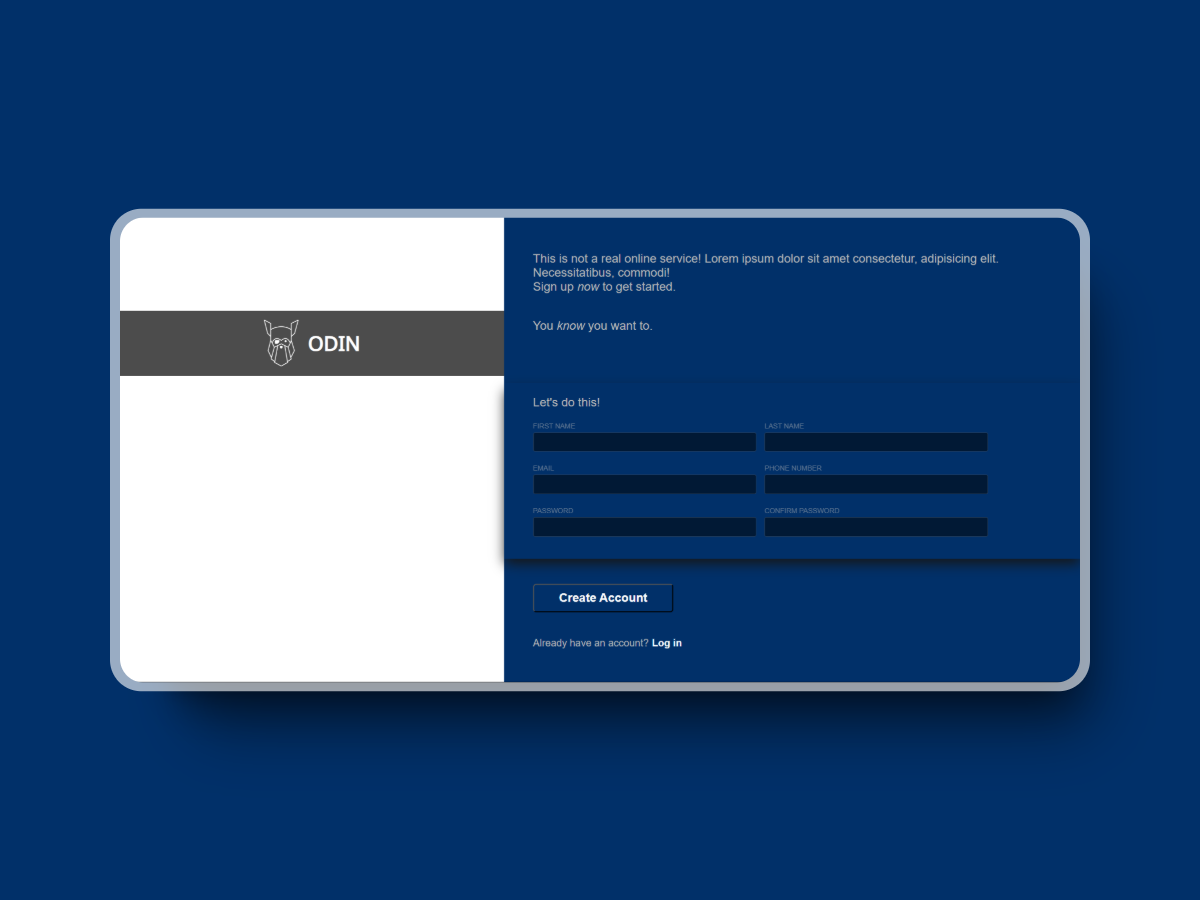 ODIN
This is not a real online service! Lorem ipsum dolor sit amet consectetur, adipisicing elit.
Necessitatibus, commodi!
Sign up now to get started.
You know you want to.
Let's do this!
FIRST NAME
LAST NAME
EMAIL
PHONE NUMBER
PASSWORD
CONFIRM PASSWORD
Create Account
Already have an account? Log in